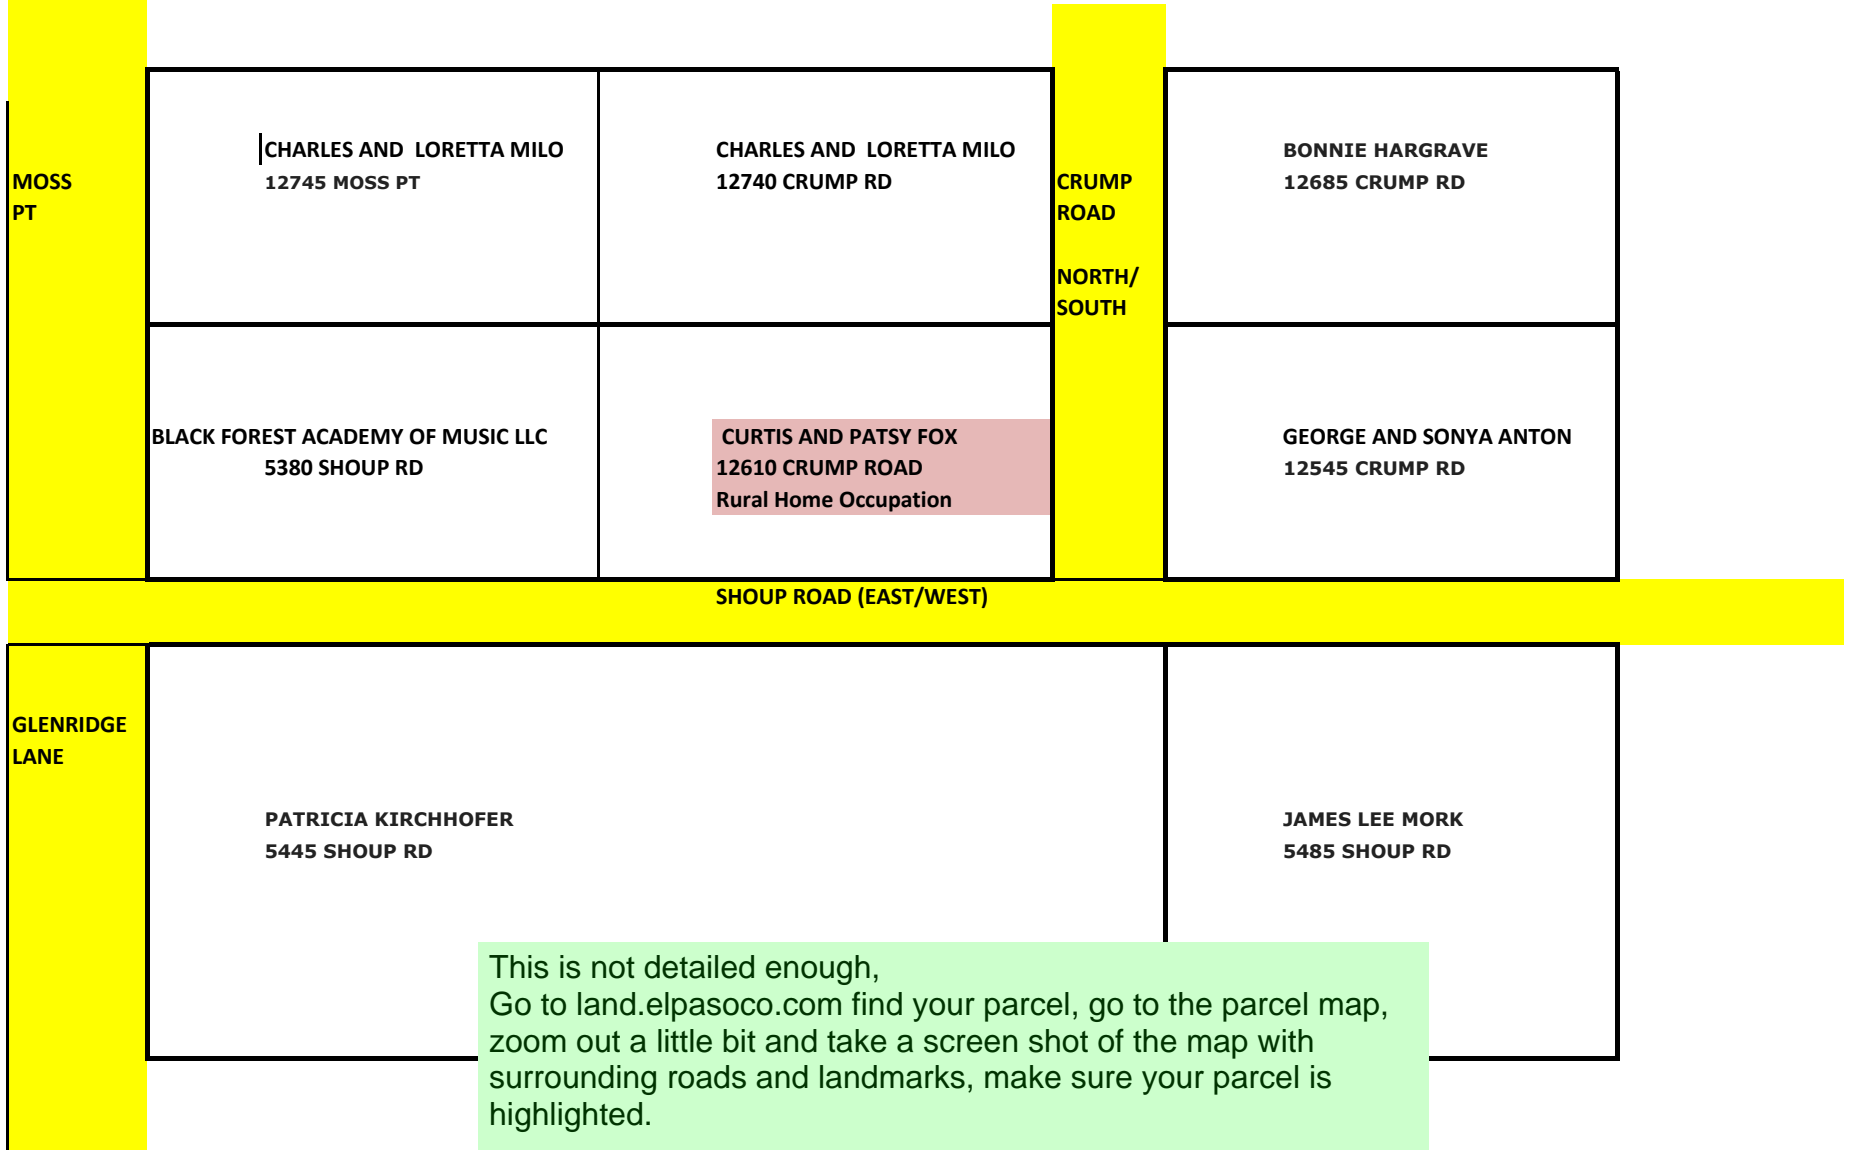 CHARLES AND  LORETTA MILO
12745 MOSS PT
CHARLES AND  LORETTA MILO
12740 CRUMP RD
BONNIE HARGRAVE
12685 CRUMP RD
MOSS
PT
CRUMP
ROAD
NORTH/
SOUTH
BLACK FOREST ACADEMY OF MUSIC LLC
5380 SHOUP RD
CURTIS AND PATSY FOX
12610 CRUMP ROAD
Rural Home Occupation
GEORGE AND SONYA ANTON
12545 CRUMP RD
SHOUP ROAD (EAST/WEST)
GLENRIDGE
LANE
PATRICIA KIRCHHOFER
5445 SHOUP RD
JAMES LEE MORK
5485 SHOUP RD
This is not detailed enough,
Go to land.elpasoco.com find your parcel, go to the parcel map,
zoom out a little bit and take a screen shot of the map with
surrounding roads and landmarks, make sure your parcel is
highlighted.